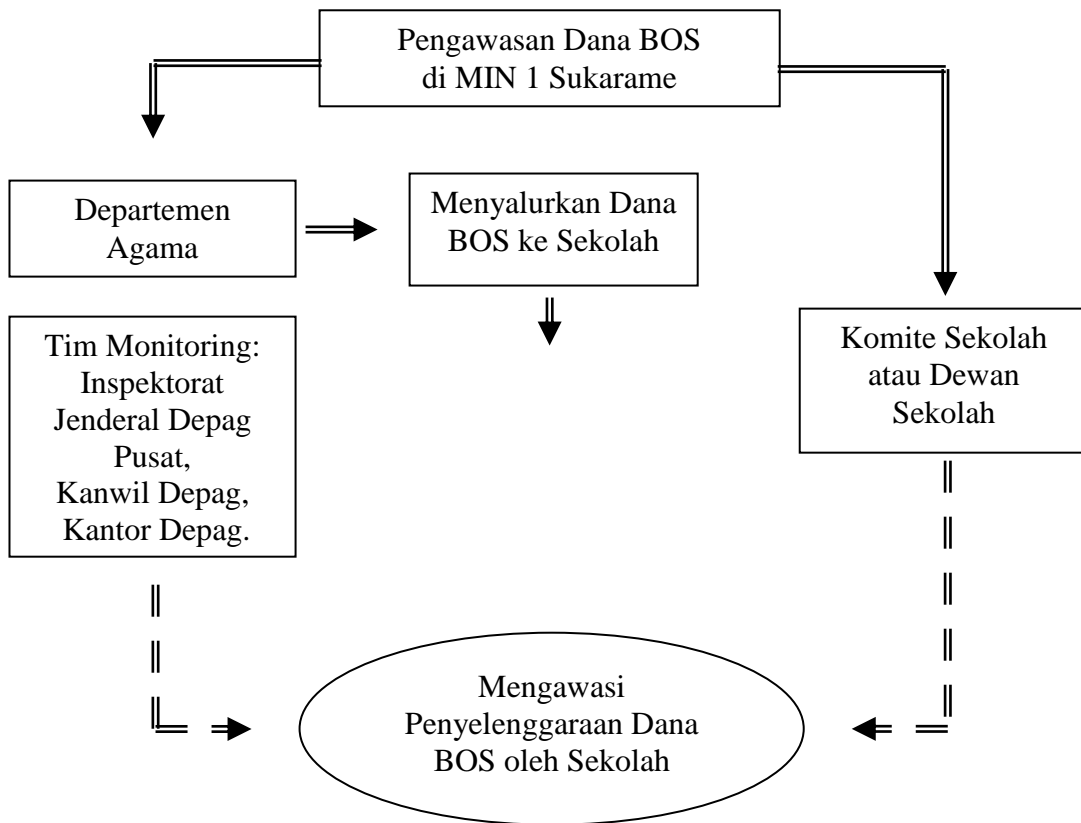 Pengawasan Dana BOS
di MIN 1 Sukarame
Departemen
Agama
Menyalurkan Dana
BOS ke Sekolah
Tim Monitoring:
Inspektorat
Jenderal Depag
Pusat,
Kanwil Depag,
Kantor Depag.
Komite Sekolah
atau Dewan
Sekolah
Mengawasi
Penyelenggaraan Dana
BOS oleh Sekolah